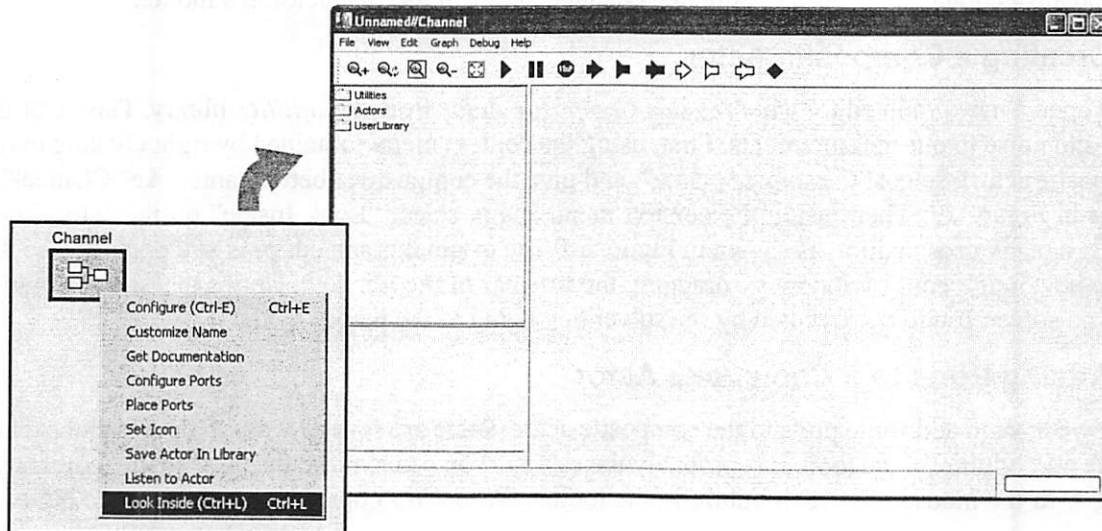 Unnamed#Channel
File View Edit Graph Debug Help
Utilities
Actors
UserLibrary
Channel
Configure (Ctrl-E) Ctrl+E
Customize Name
Get Documentation
Configure Ports
Place Ports
Set Icon
Save Actor In Library
Listen to Actor
Look Inside (Ctrl+L) Ctrl+L